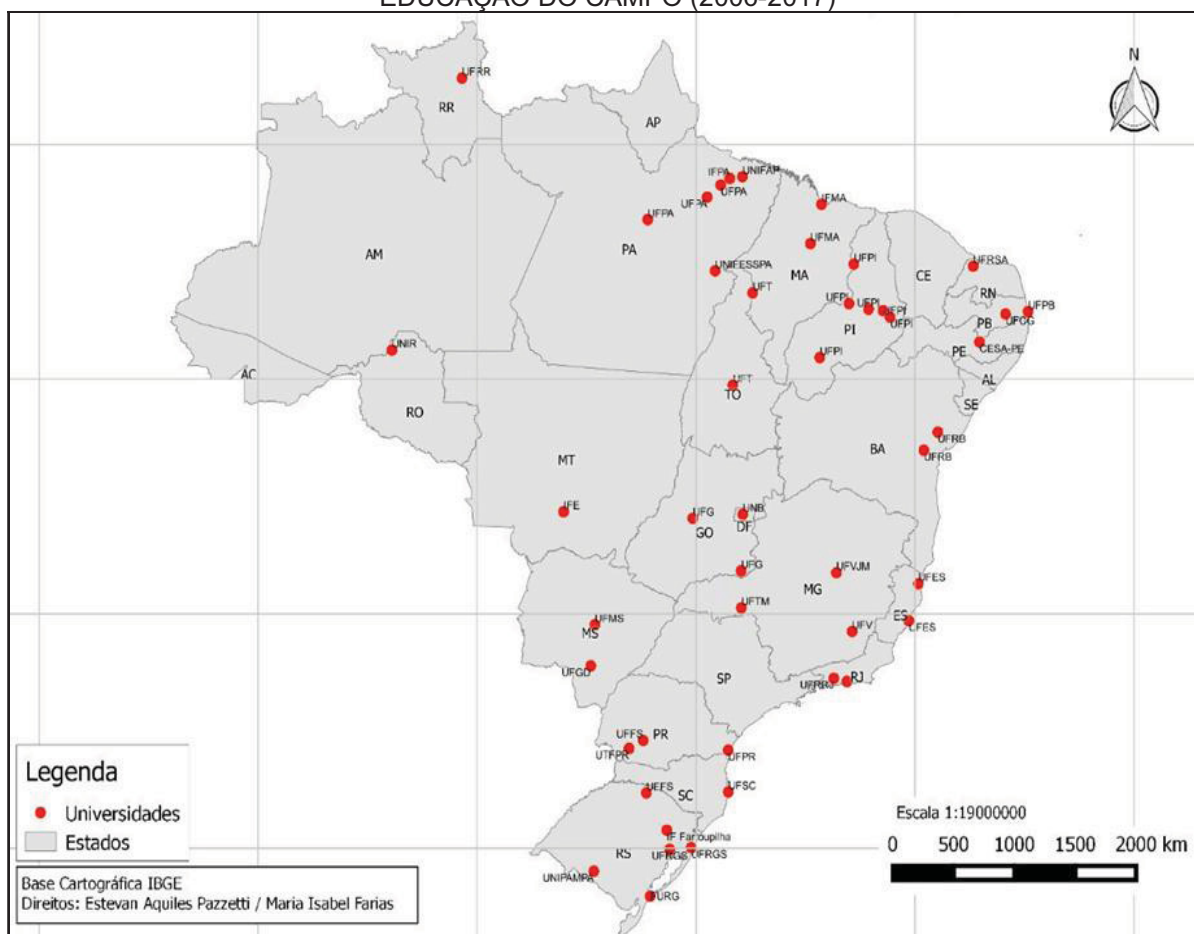 EDUCAÇÃO DO CAMPO (2006-2017)
N
UFRR
RR
AP
IFPA
UFPA
UFPA
UFPA
IFMA
UFMA
AM
PA
UNIFESSPA
MA
UFPI
CE
UFRSA
UFT
RN
UFPI
UFPI
UFPI
UFPI
UFPB
UFCG
PB
PI
UNIR
UFPI
PE
CESA-PE
AC
UFT
TO
AL
SE
RO
UFRB
BA
UFRB
MT
IFE
UFG
UNB
GO
DF
UFG
UFVJM
MG
UFES
UFTM
UFMS
MS
ES
UFV
UFES
UFGD
SP
UFRRJ
RJ
UFFS
PR
UTFPR
UFPR
Legenda
UFFS
SC
UFSC
Universidades
Estados
Escala 1:19000000
IF Farroupilha
RS
UFRGS
UFRGS
0 500 1000 1500 2000 km
UNIPAMPA
FURG
Base Cartográfica IBGE
Direitos: Estevan Aquiles Pazzetti / Maria Isabel Farias